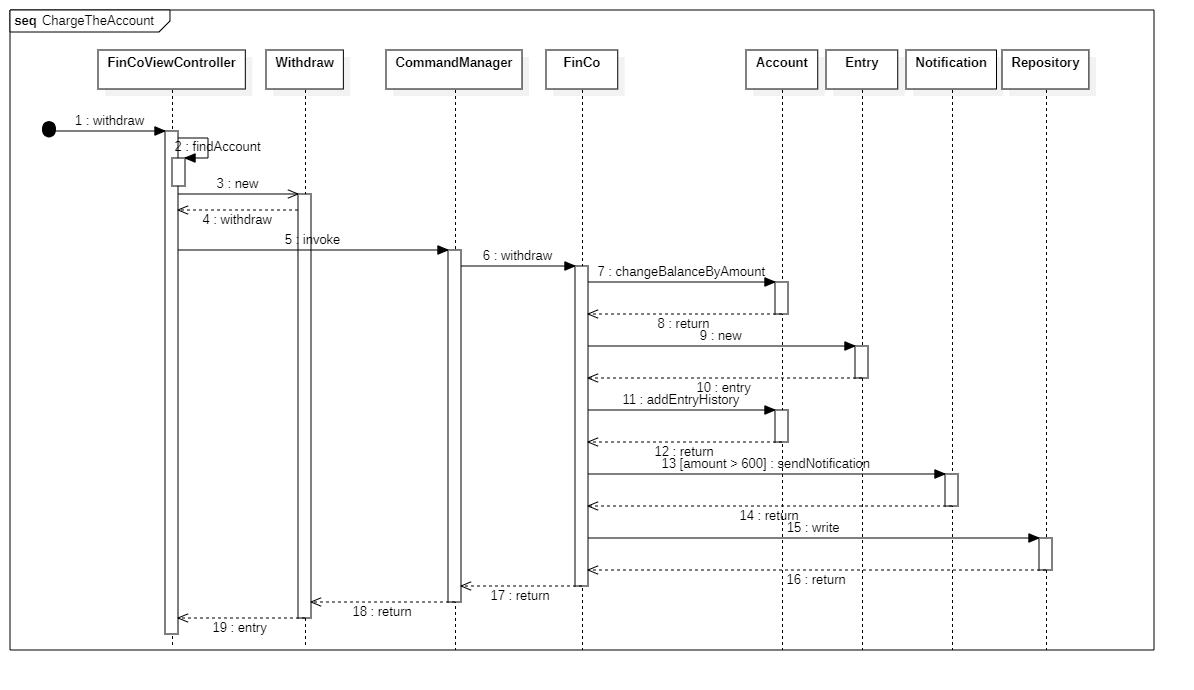 seq ChargeTheAccount
FinCoViewController
Withdraw
CommandManager
FinCo
Account
Entry
Notification
Repository
1 : withdraw
2 : findAccount
3 : new
4 : withdraw
5 : invoke
6 : withdraw
7 : changeBalanceByAmount
8 : return
9 : new
10 : entry
11 : addEntryHistory
12 : return
13 [amount > 600] : sendNotification
14 : return
15 : write
16 : return
17 : return
18 : return
19 : entry